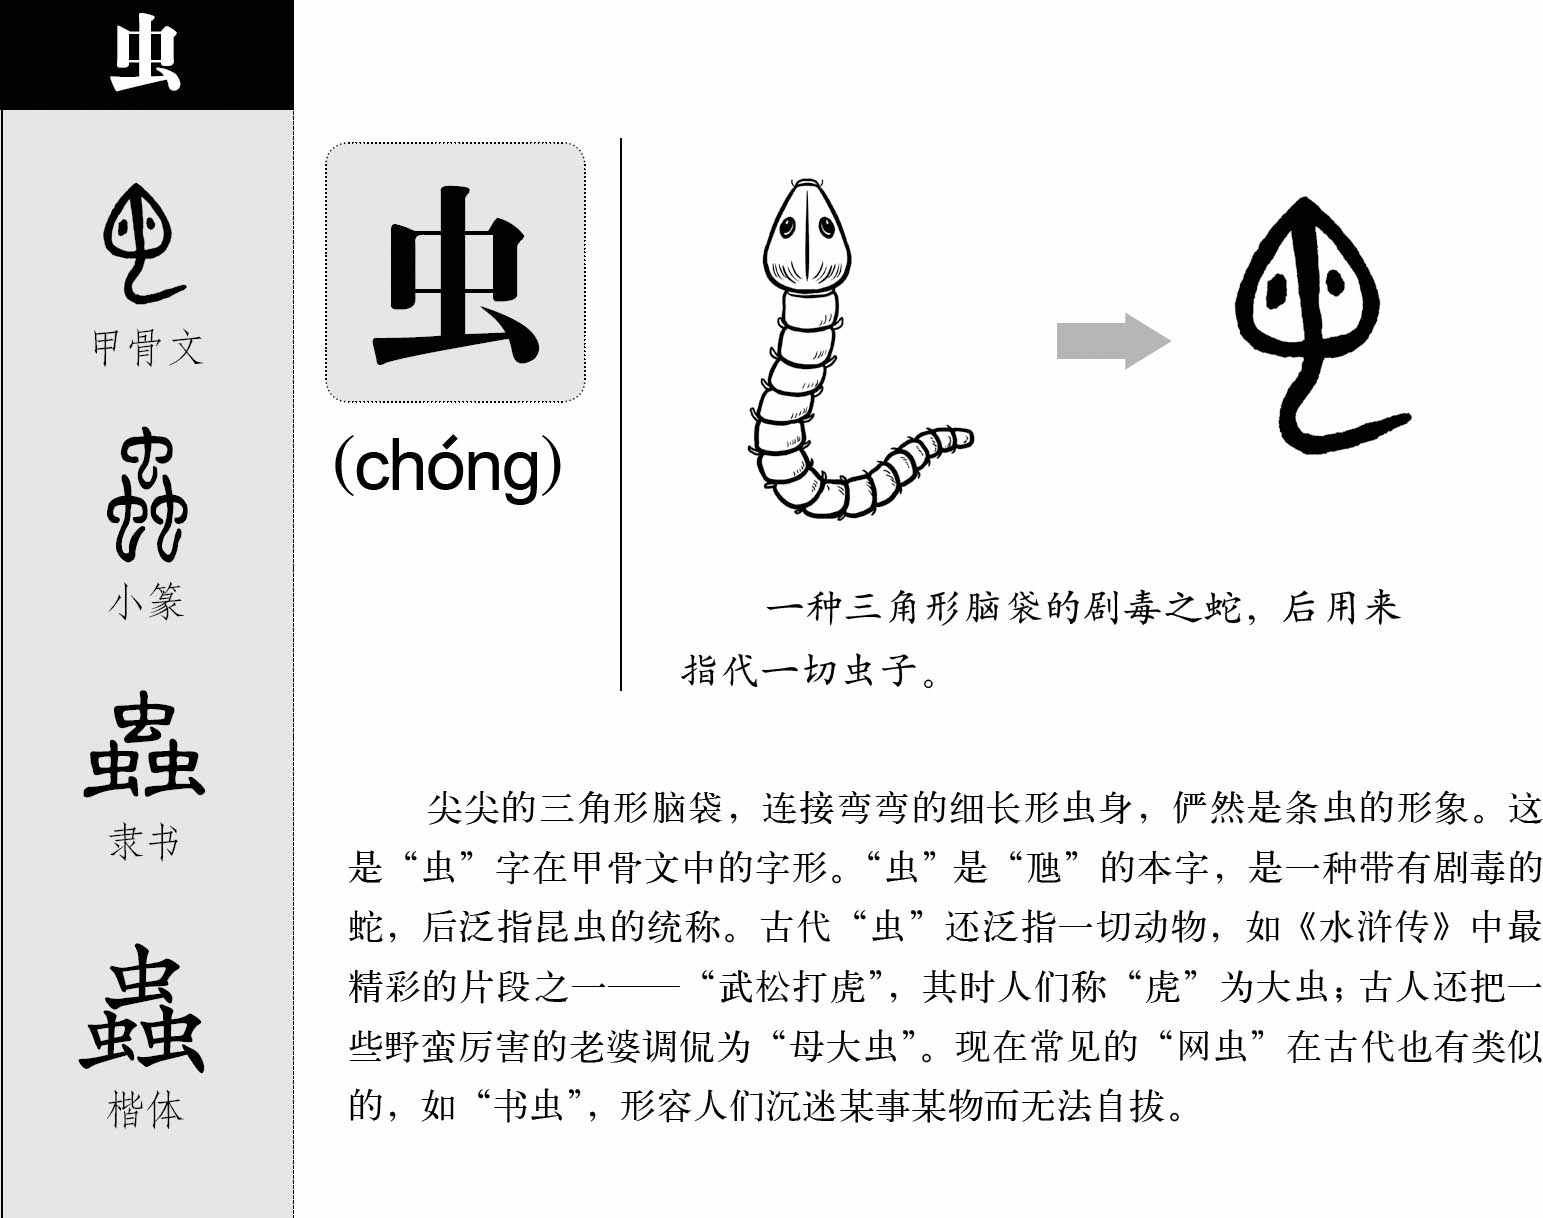 虫
甲骨文
小篆
隶书
楷体
虫
(chóng)
一种三角形脑袋的剧毒之蛇，后用来
指代一切虫子。
尖尖的三角形脑袋，连接弯弯的细长形虫身，俨然是条虫的形象。这
是“虫”字在甲骨文中的字形。“虫”是“虺”的本字，是一种带有剧毒的
蛇，后泛指昆虫的统称。古代“虫”还泛指一切动物，如《水浒传》中最
精彩的片段之一——“武松打虎”，其时人们称“虎”为大虫；古人还把一
些野蛮厉害的老婆调侃为“母大虫”。现在常见的“网虫”在古代也有类似
的，如“书虫”，形容人们沉迷某事某物而无法自拔。